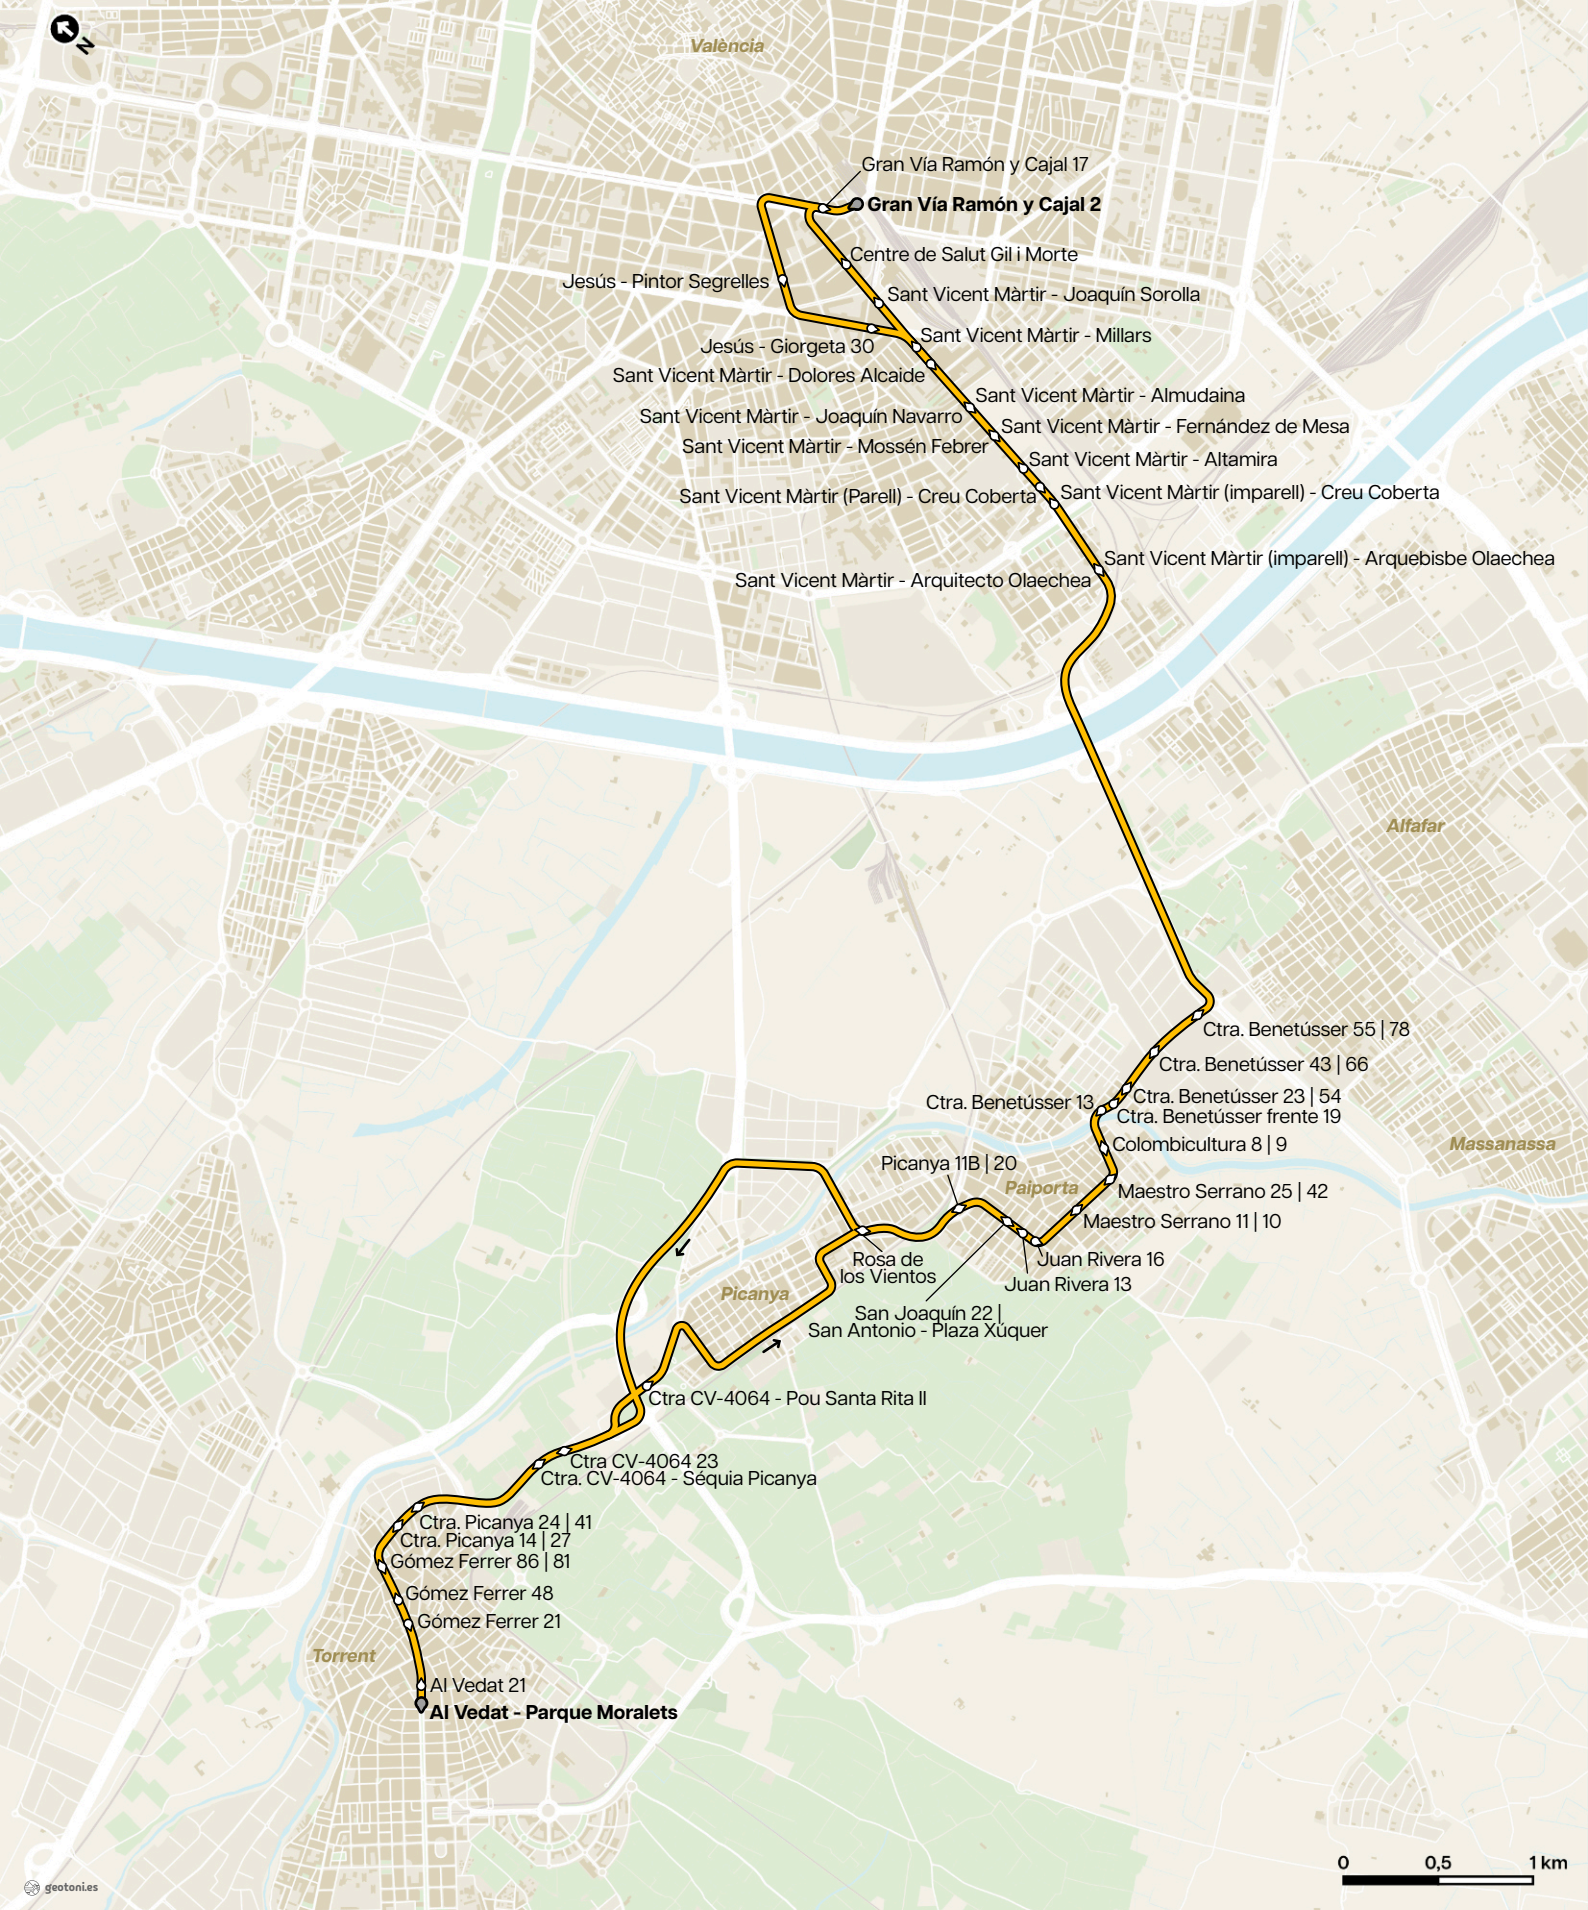 N
València
Gran Vía Ramón y Cajal 17
Gran Vía Ramón y Cajal 2
Centre de Salut Gil i Morte
Jesús - Pintor Segrelles
Sant Vicent Màrtir - Joaquín Sorolla
Sant Vicent Màrtir - Millars
Jesús - Giorgeta 30
Sant Vicent Màrtir - Dolores Alcaide
Sant Vicent Màrtir - Almudaina
Sant Vicent Màrtir - Joaquín Navarro
Sant Vicent Màrtir - Fernández de Mesa
Sant Vicent Màrtir - Mossén Febrer
Sant Vicent Màrtir - Altamira
Sant Vicent Màrtir (Parell) - Creu Coberta
Sant Vicent Màrtir (imparell) - Creu Coberta
Sant Vicent Màrtir (imparell) - Arquebisbe Olaechea
Sant Vicent Màrtir - Arquitecto Olaechea
Alfafar
Ctra. Benetússer 55 | 78
Ctra. Benetússer 43 | 66
Ctra. Benetússer 23 | 54
Ctra. Benetússer 13
Ctra. Benetússer frente 19
Colombicultura 8 | 9
Massanassa
Picanya 11B | 20
Paiporta
Maestro Serrano 25 | 42
Maestro Serrano 11 | 10
Rosa de
los Vientos
Juan Rivera 16
Juan Rivera 13
Picanya
San Joaquín 22 |
San Antonio - Plaza Xúquer
Ctra CV-4064 - Pou Santa Rita II
Ctra CV-4064 23
Ctra. CV-4064 - Séquia Picanya
Ctra. Picanya 24 | 41
Ctra. Picanya 14 | 27
Gómez Ferrer 86 | 81
Gómez Ferrer 48
Gómez Ferrer 21
Torrent
Al Vedat 21
Al Vedat - Parque Moralets
0 0,5 1 km
geotoni.es